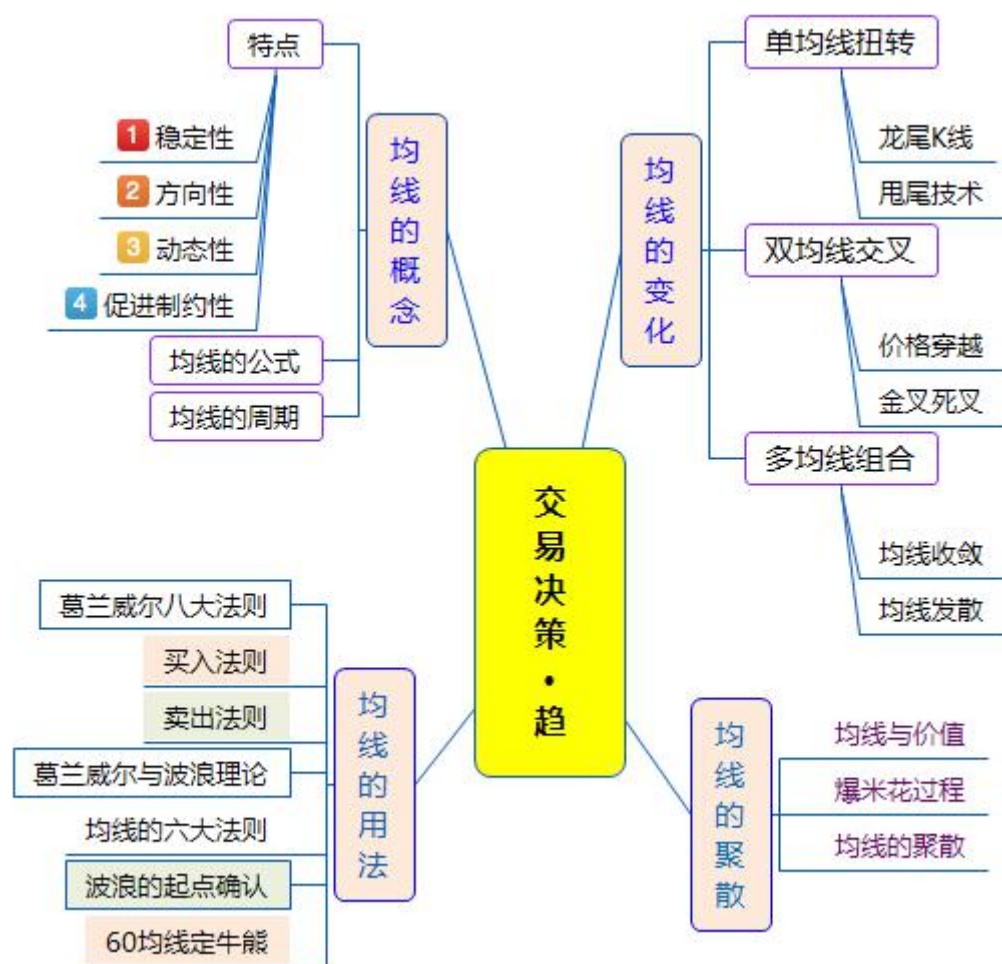 交易决策·趋
均线的概念
特点
1 稳定性
2 方向性
3 动态性
4 促进制约性
均线的公式
均线的周期
均线的变化
单均线扭转
龙尾K线
甩尾技术
双均线交叉
价格穿越
金叉死叉
多均线组合
均线收敛
均线发散
均线的用法
葛兰威尔八大法则
买入法则
卖出法则
葛兰威尔与波浪理论
均线的六大法则
波浪的起点确认
60均线定牛熊
均线的聚散
均线与价值
爆米花过程
均线的聚散